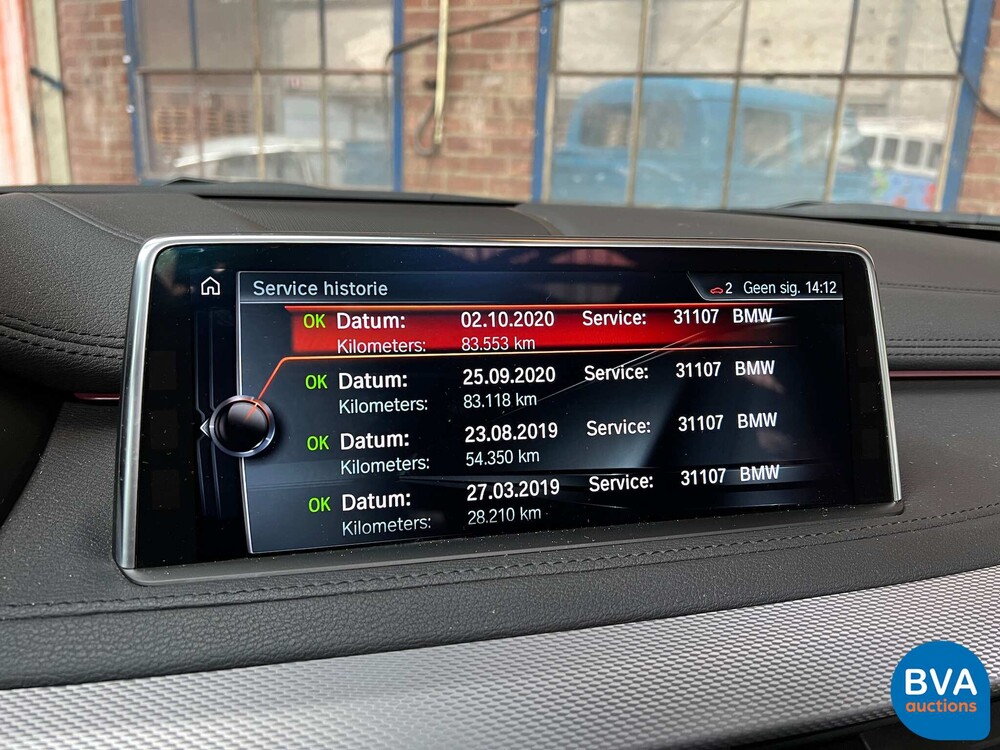 Service historie
2 Geen sig. 14:12
OK Datum: 02.10.2020 Service: 31107 BMW
Kilometers: 83.553 km
OK Datum: 25.09.2020 Service: 31107 BMW
Kilometers: 83.118 km
OK Datum: 23.08.2019 Service: 31107 BMW
Kilometers: 54.350 km
OK Datum: 27.03.2019 Service: 31107 BMW
Kilometers: 28.210 km
BVA
auctions